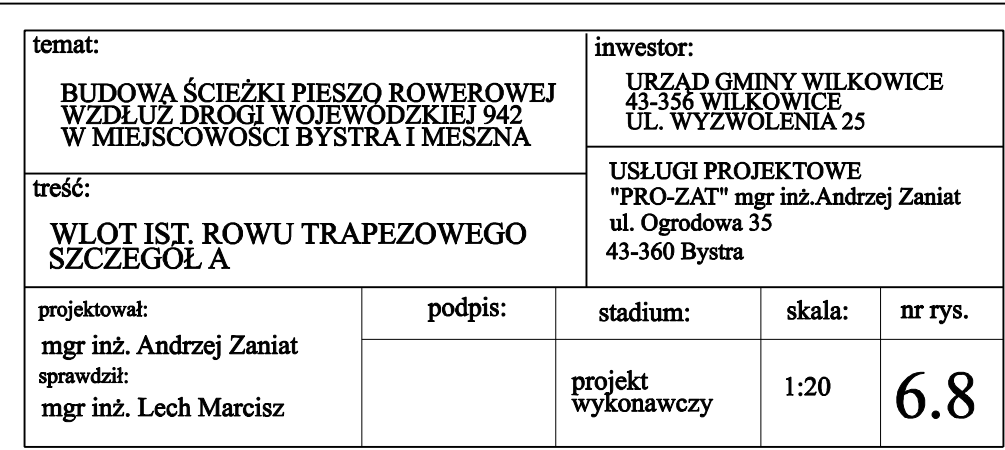 temat:
BUDOWA ŚCIEŻKI PIESZO ROWEROWEJ
WZDŁUŻ DROGI WOJEWÓDZKIEJ 942
W MIEJSCOWOŚCI BYSTRA I MESZNA
inwestor:
URZĄD GMINY WILKOWICE
43-356 WILKOWICE
UL. WYZWOLENIA 25
treść:
WLOT IST. ROWU TRAPEZOWEGO
SZCZEGÓŁ A
USŁUGI PROJEKTOWE
"PRO-ZAT" mgr inż.Andrzej Zaniat
ul. Ogrodowa 35
43-360 Bystra
projektował:
mgr inż. Andrzej Zaniat
sprawdził:
mgr inż. Lech Marcisz
podpis:
stadium:
projekt
wykonawczy
skala:
1:20
nr rys.
6.8